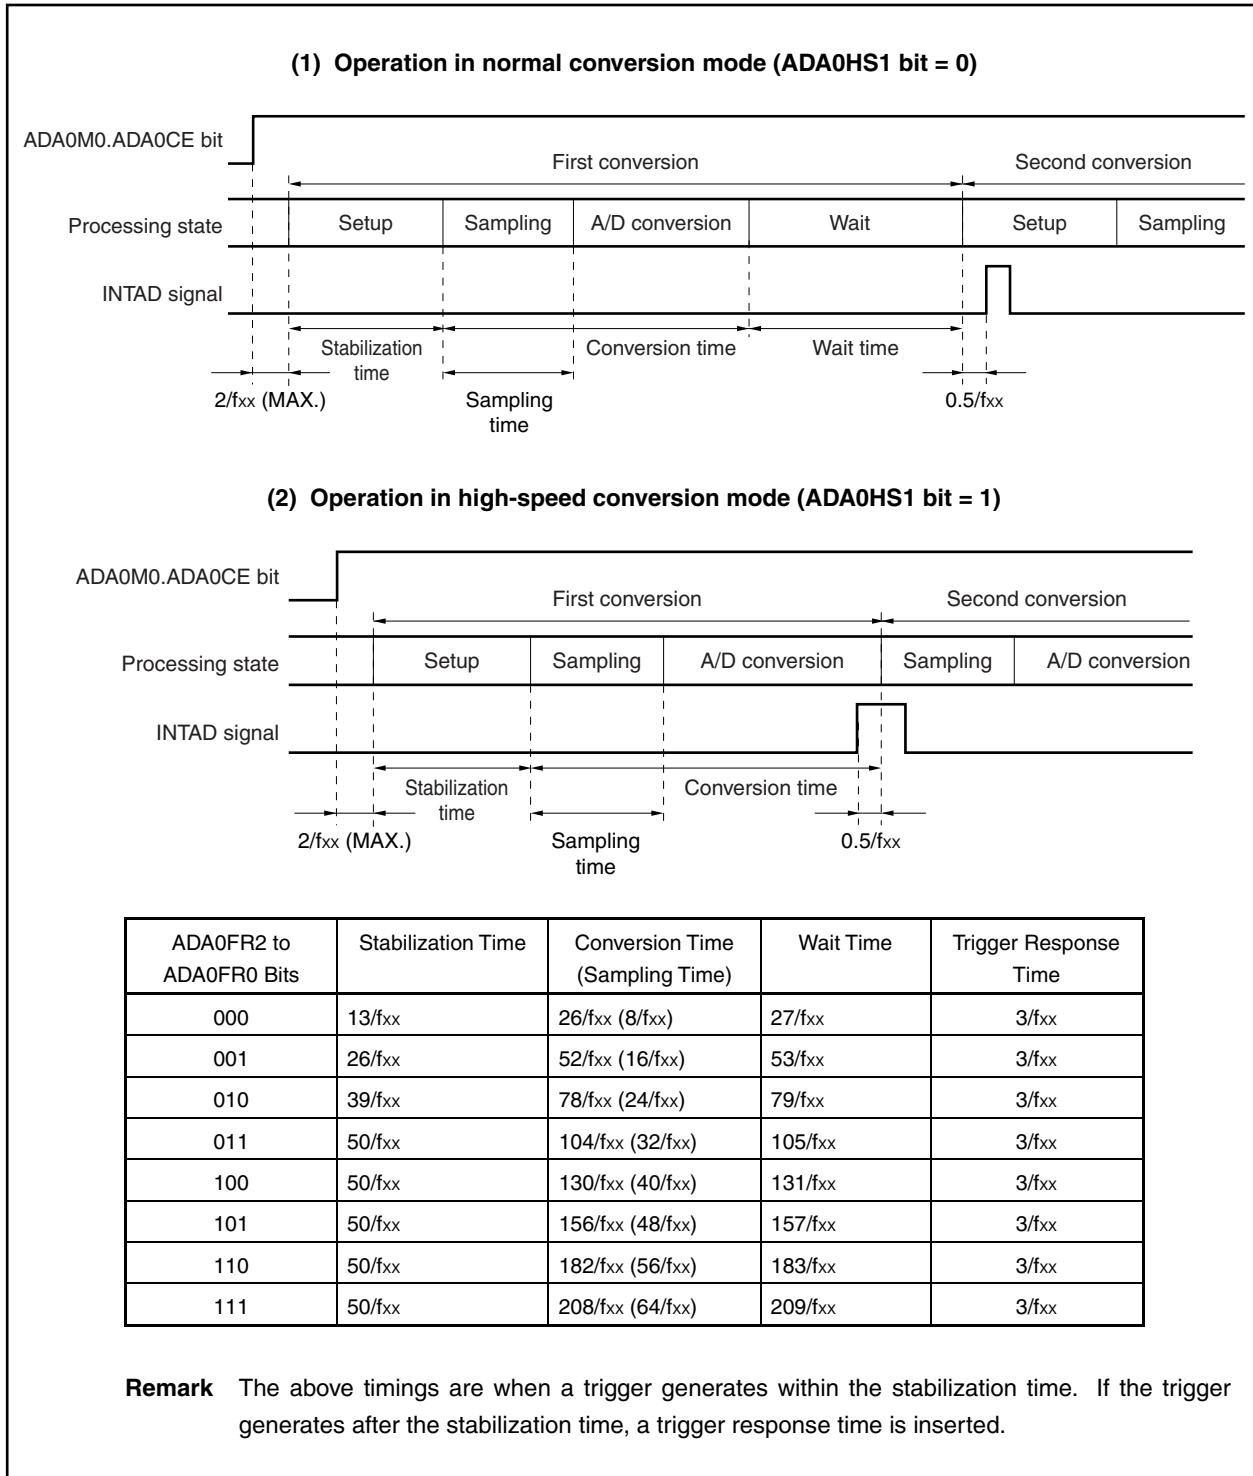 (1) Operation in normal conversion mode (ADA0HS1 bit = 0)
ADA0M0.ADA0CE bit
First conversion
Second conversion
Processing state
Setup
Sampling
A/D conversion
Wait
Setup
Sampling
INTAD signal
Stabilization
time
Conversion time
Wait time
2/fxx (MAX.)
Sampling
time
0.5/fxx
(2) Operation in high-speed conversion mode (ADA0HS1 bit = 1)
ADA0M0.ADA0CE bit
First conversion
Second conversion
Processing state
Setup
Sampling
A/D conversion
Sampling
A/D conversion
INTAD signal
Stabilization
time
Conversion time
2/fxx (MAX.)
Sampling
time
0.5/fxx
ADA0FR2 to
ADA0FR0 Bits
Stabilization Time
Conversion Time
(Sampling Time)
Wait Time
Trigger Response
Time
000 13/fxx 26/fxx (8/fxx) 27/fxx 3/fxx
001 26/fxx 52/fxx (16/fxx) 53/fxx 3/fxx
010 39/fxx 78/fxx (24/fxx) 79/fxx 3/fxx
011 50/fxx 104/fxx (32/fxx) 105/fxx 3/fxx
100 50/fxx 130/fxx (40/fxx) 131/fxx 3/fxx
101 50/fxx 156/fxx (48/fxx) 157/fxx 3/fxx
110 50/fxx 182/fxx (56/fxx) 183/fxx 3/fxx
111 50/fxx 208/fxx (64/fxx) 209/fxx 3/fxx
Remark The above timings are when a trigger generates within the stabilization time. If the trigger
generates after the stabilization time, a trigger response time is inserted.